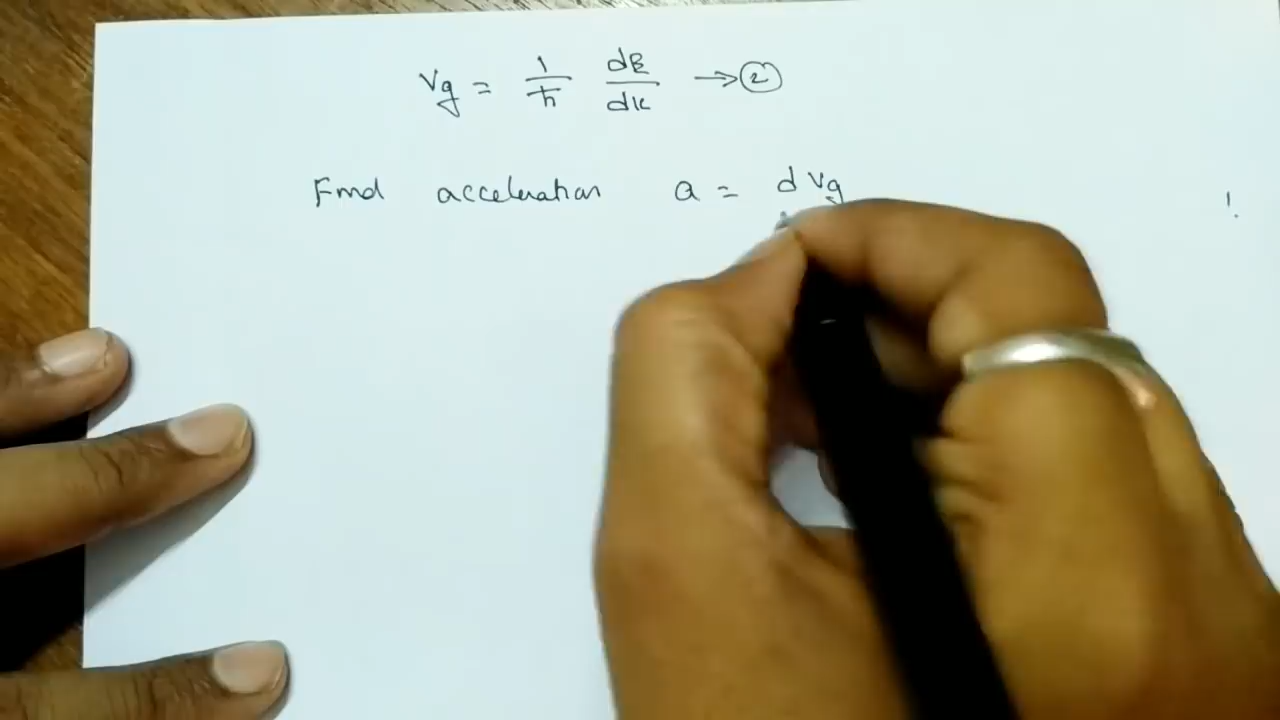 Vg = 1/ħ dE/dk → ②
Find acceleration a = dVg